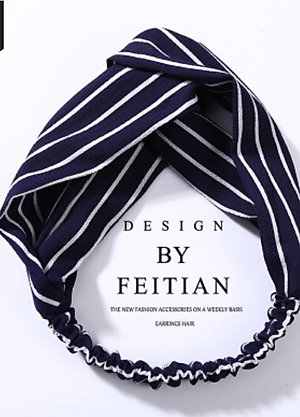 DESIGN
BY
FEITIAN
THE NEW FASHION ACCESSORIES ON A WEEKLY BASIS
EARRINGS HAIR